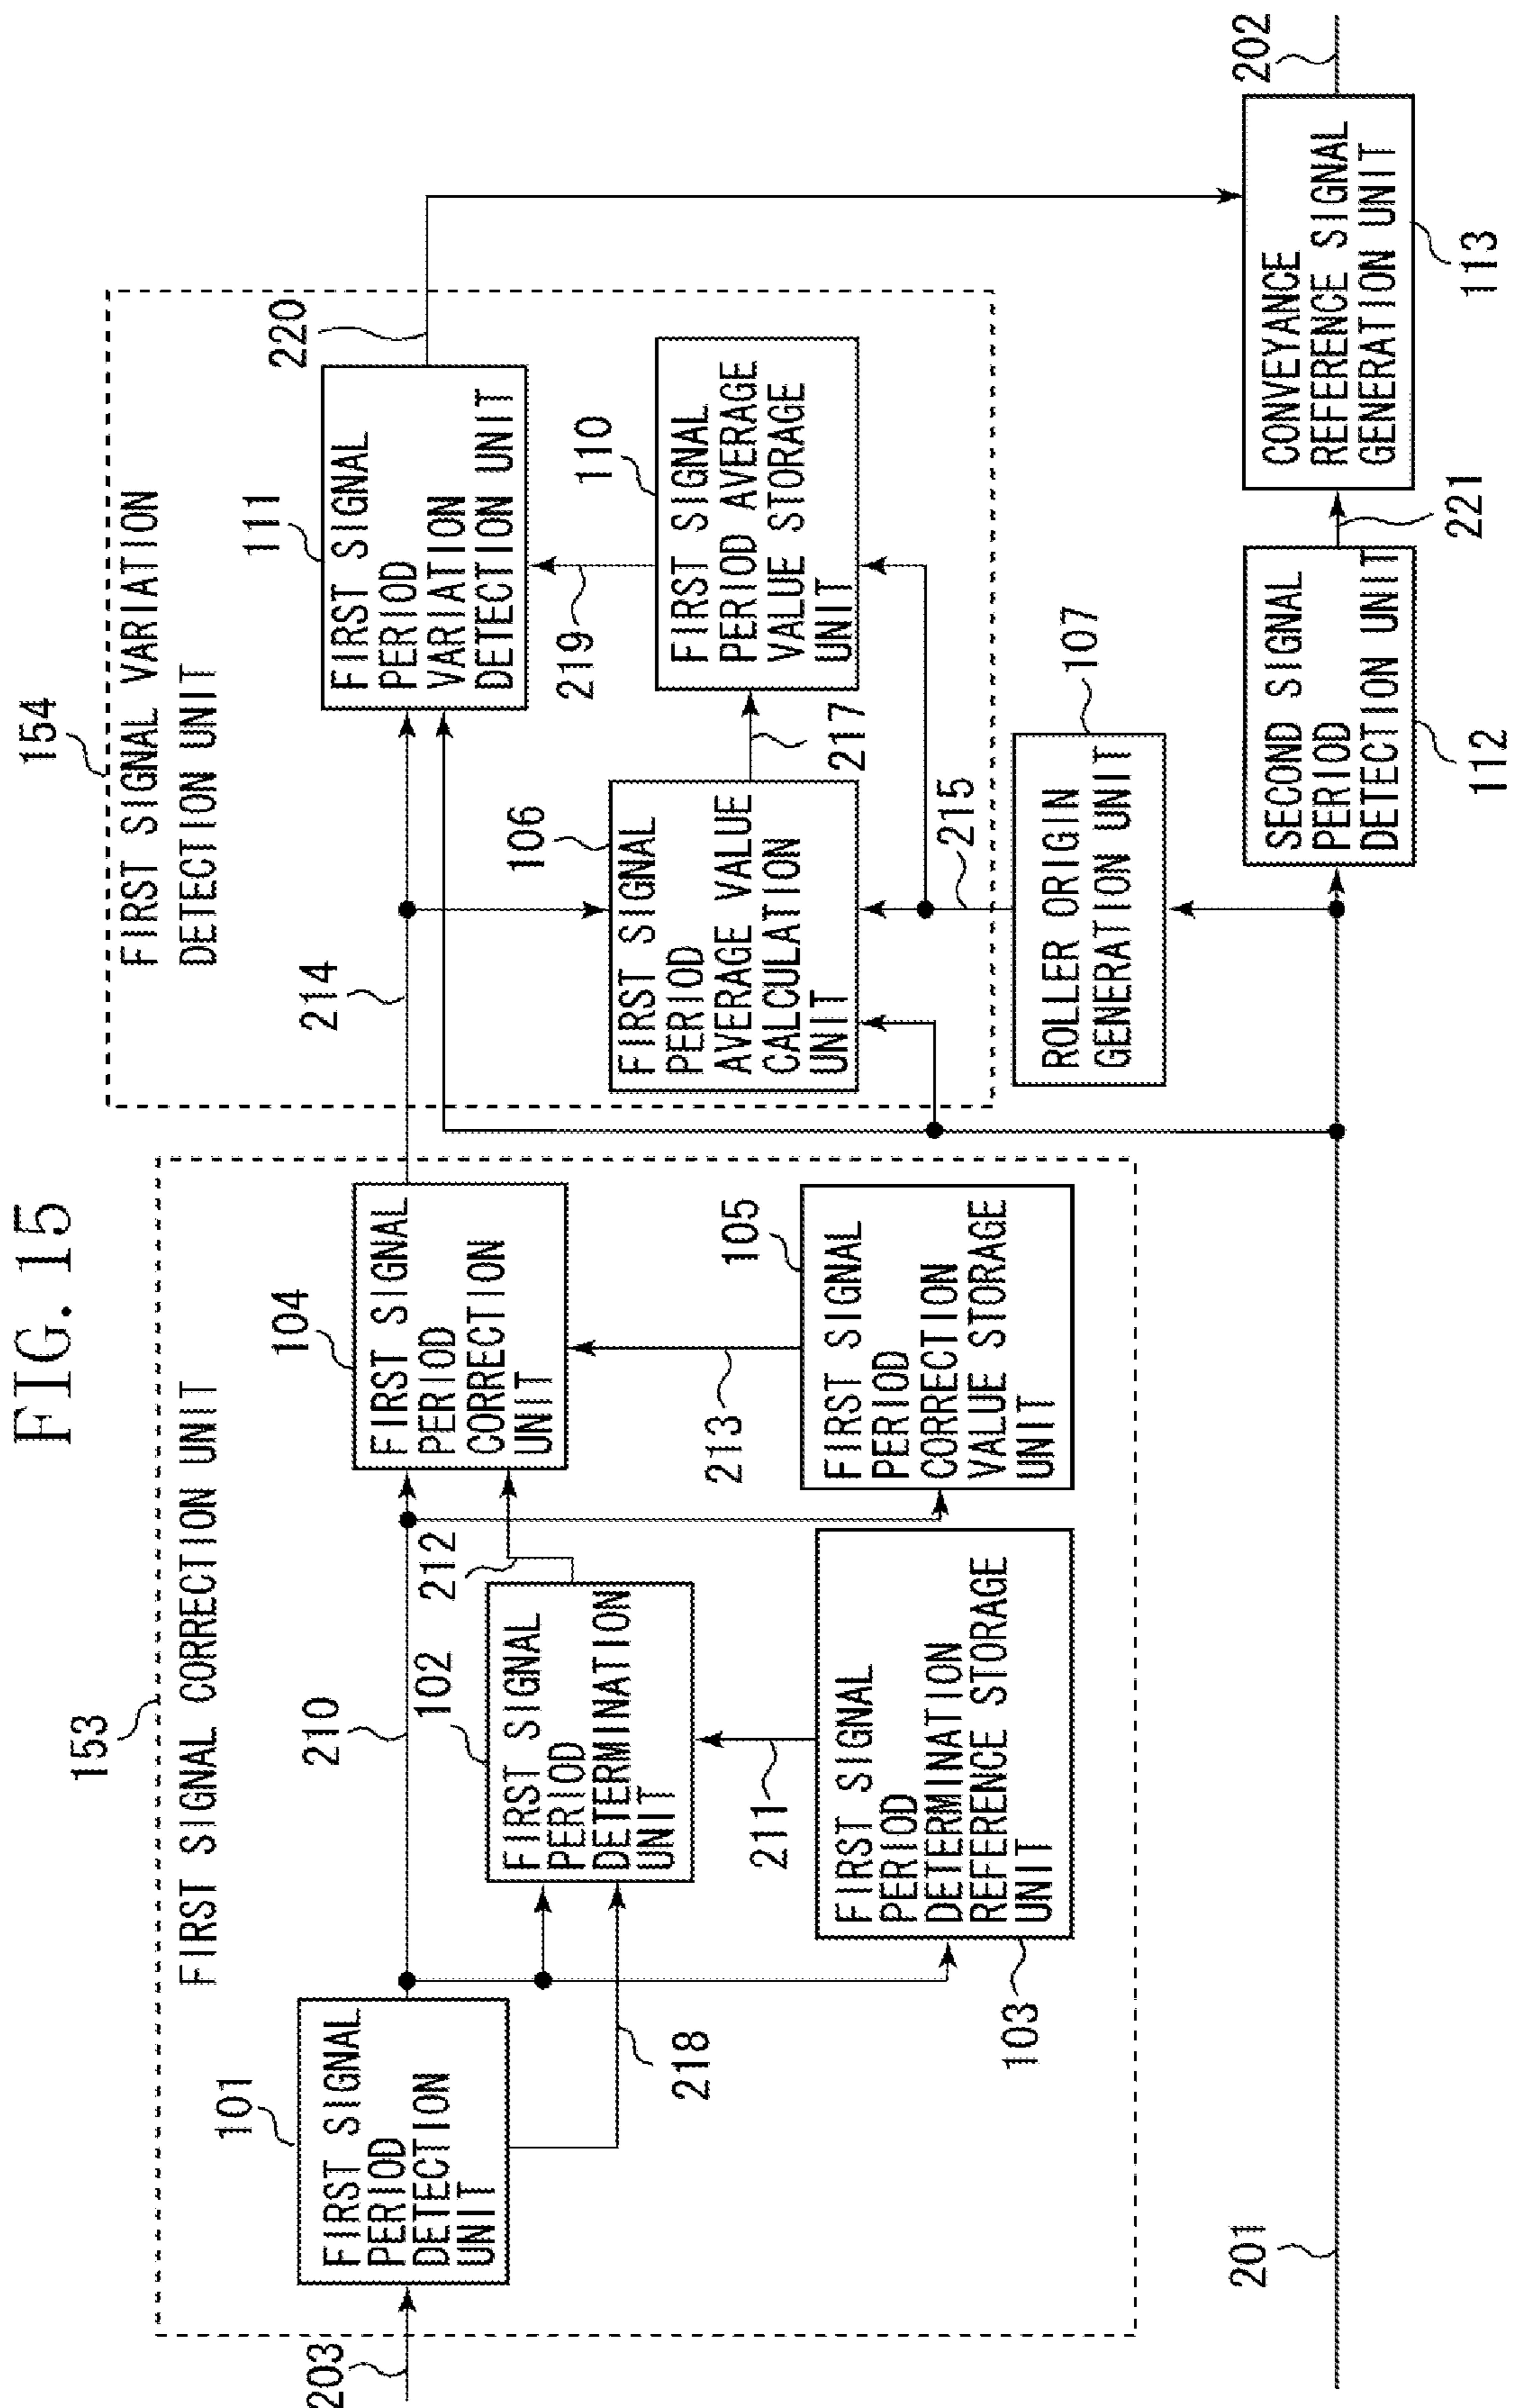 FIG. 15
153
FIRST SIGNAL CORRECTION UNIT
203
101
FIRST SIGNAL
PERIOD
DETECTION
UNIT
210
218
102
FIRST SIGNAL
PERIOD
DETERMINATION
UNIT
212
211
103
FIRST SIGNAL
PERIOD
DETERMINATION
REFERENCE STORAGE
UNIT
104
FIRST SIGNAL
PERIOD
CORRECTION
UNIT
213
105
FIRST SIGNAL
PERIOD
CORRECTION
VALUE STORAGE
UNIT
154
FIRST SIGNAL VARIATION
DETECTION UNIT
214
106
FIRST SIGNAL
PERIOD
AVERAGE VALUE
CALCULATION
UNIT
217
111
FIRST SIGNAL
PERIOD
VARIATION
DETECTION UNIT
220
219
110
FIRST SIGNAL
PERIOD AVERAGE
VALUE STORAGE
UNIT
215
107
ROLLER ORIGIN
GENERATION UNIT
201
SECOND SIGNAL
PERIOD
DETECTION UNIT
112
221
CONVEYANCE
REFERENCE SIGNAL
GENERATION UNIT
113
202